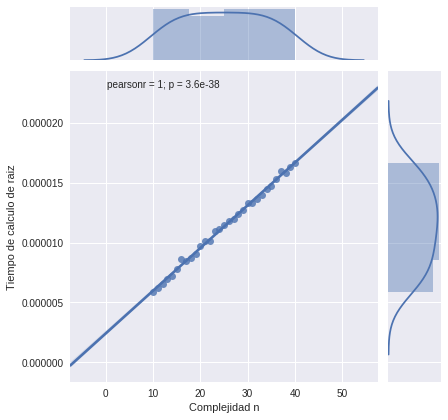 pearsonr = 1; p = 3.6e-38
Tiempo de calculo de raiz
0.000020
0.000015
0.000010
0.000005
0.000000
0 10 20 30 40 50
Complejidad n